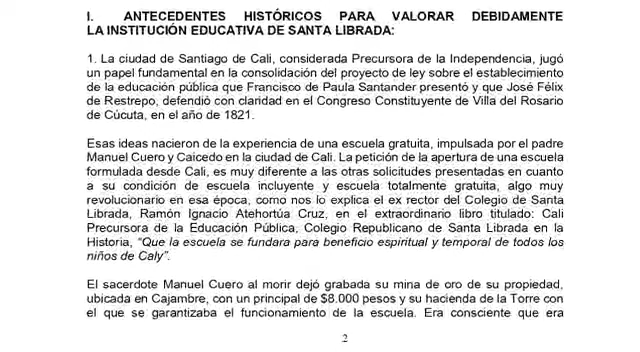 I. ANTECEDENTES HISTÓRICOS PARA VALORAR DEBIDAMENTE
LA INSTITUCIÓN EDUCATIVA DE SANTA LIBRADA:
1. La ciudad de Santiago de Cali, considerada Precursora de la Independencia, jugó
un papel fundamental en la consolidación del proyecto de ley sobre el establecimiento
de la educación pública que Francisco de Paula Santander presentó y que José Félix
de Restrepo, defendió con claridad en el Congreso Constituyente de Villa del Rosario
de Cúcuta, en el año de 1821.
Esas ideas nacieron de la experiencia de una escuela gratuita, impulsada por el padre
Manuel Cuero y Caicedo en la ciudad de Cali. La petición de la apertura de una escuela
formulada desde Cali, es muy diferente a las otras solicitudes presentadas en cuanto
a su condición de escuela incluyente y escuela totalmente gratuita, algo muy
revolucionario en esa época, como nos lo explica el ex rector del Colegio de Santa
Librada, Ramón Ignacio Atehortúa Cruz, en el extraordinario libro titulado: Cali
Precursora de la Educación Pública, Colegio Republicano de Santa Librada en la
Historia, “Que la escuela se fundara para beneficio espiritual y temporal de todos los
niños de Caly”.
El sacerdote Manuel Cuero al morir dejó grabada su mina de oro de su propiedad,
ubicada en Cajambre, con un principal de $8.000 pesos y su hacienda de la Torre con
el que se garantizaba el funcionamiento de la escuela. Era consciente que era
2